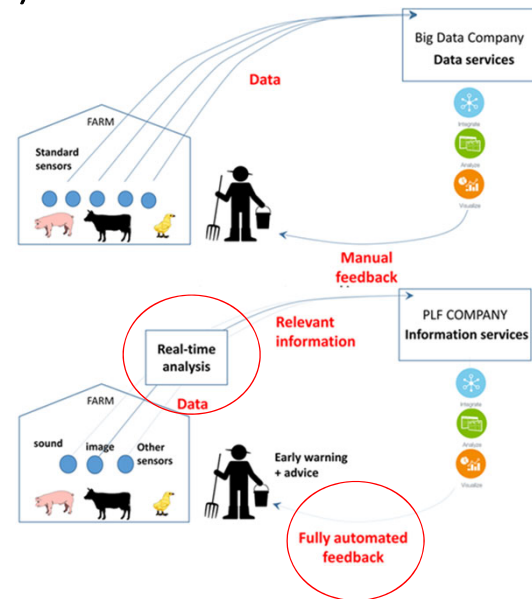 Big Data Company
Data services
Data
FARM
Standard
sensors
Integrate
Analyze
Visualize
Manual
feedback
PLF COMPANY
Information services
Relevant
information
Real-time
analysis
Data
FARM
sound
image
Other
sensors
Early warning
+ advice
Integrate
Analyze
Visualize
Fully automated
feedback